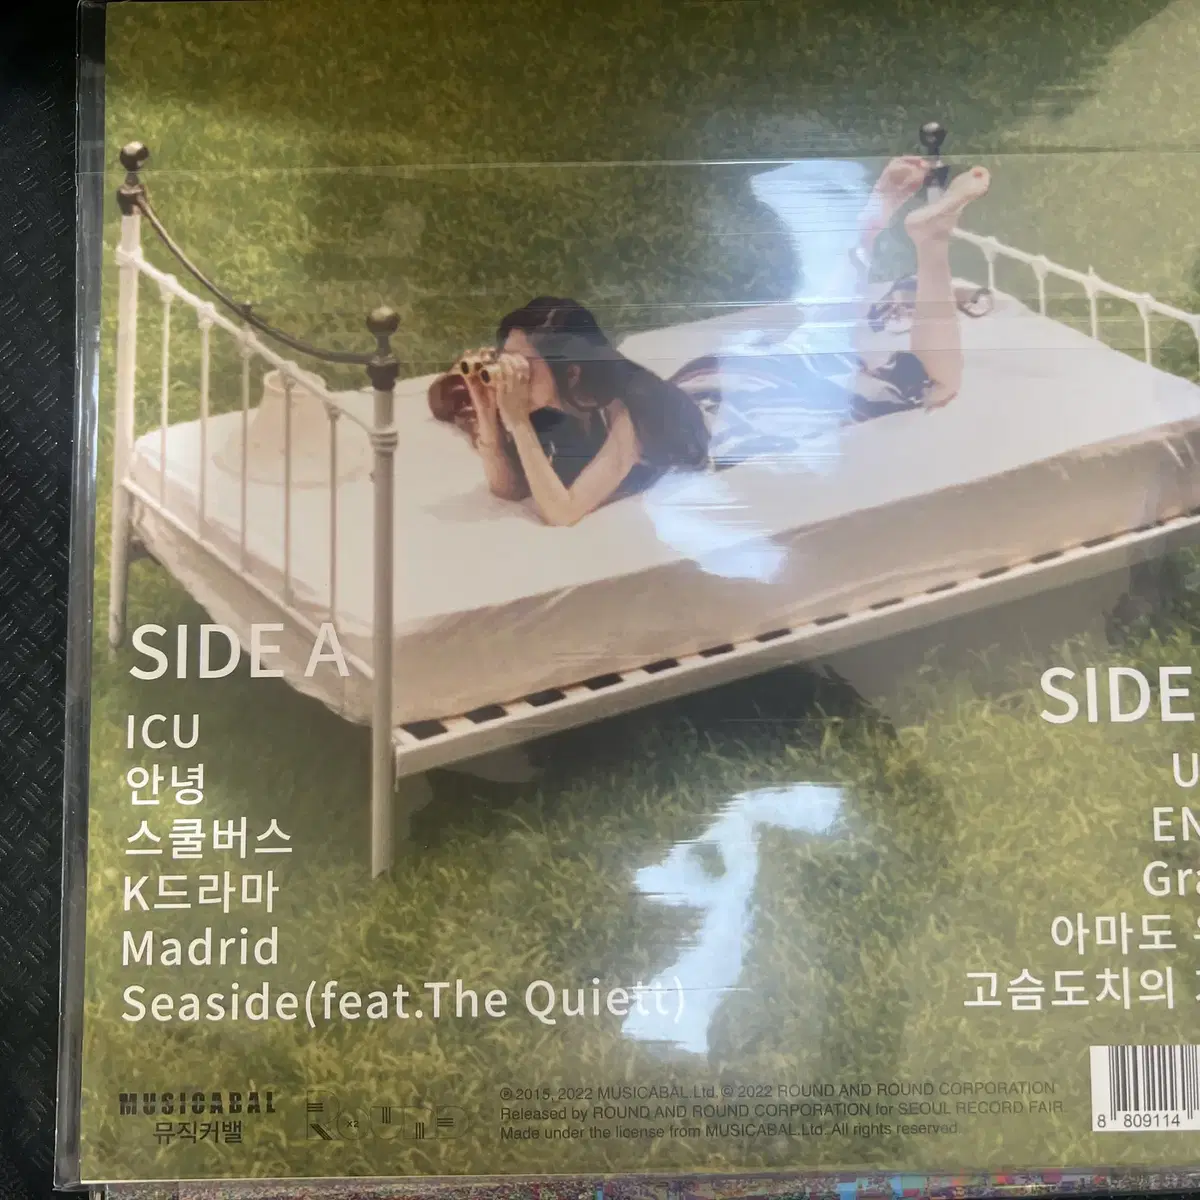 SIDE A
ICU
안녕
스쿨버스
K드라마
Madrid
Seaside(feat.The Quiett)
SIDE
U
EN
Gra
아마도
고슴도치의
MUSICABAL
뮤직커밸
ROUND x2
℗ 2015, 2022 MUSICABAL.Ltd. © 2022 ROUND AND ROUND CORPORATION
Released by ROUND AND ROUND CORPORATION for SEOUL RECORD FAIR.
Made under the license from MUSICABAL.Ltd. All rights reserved.
8 809114